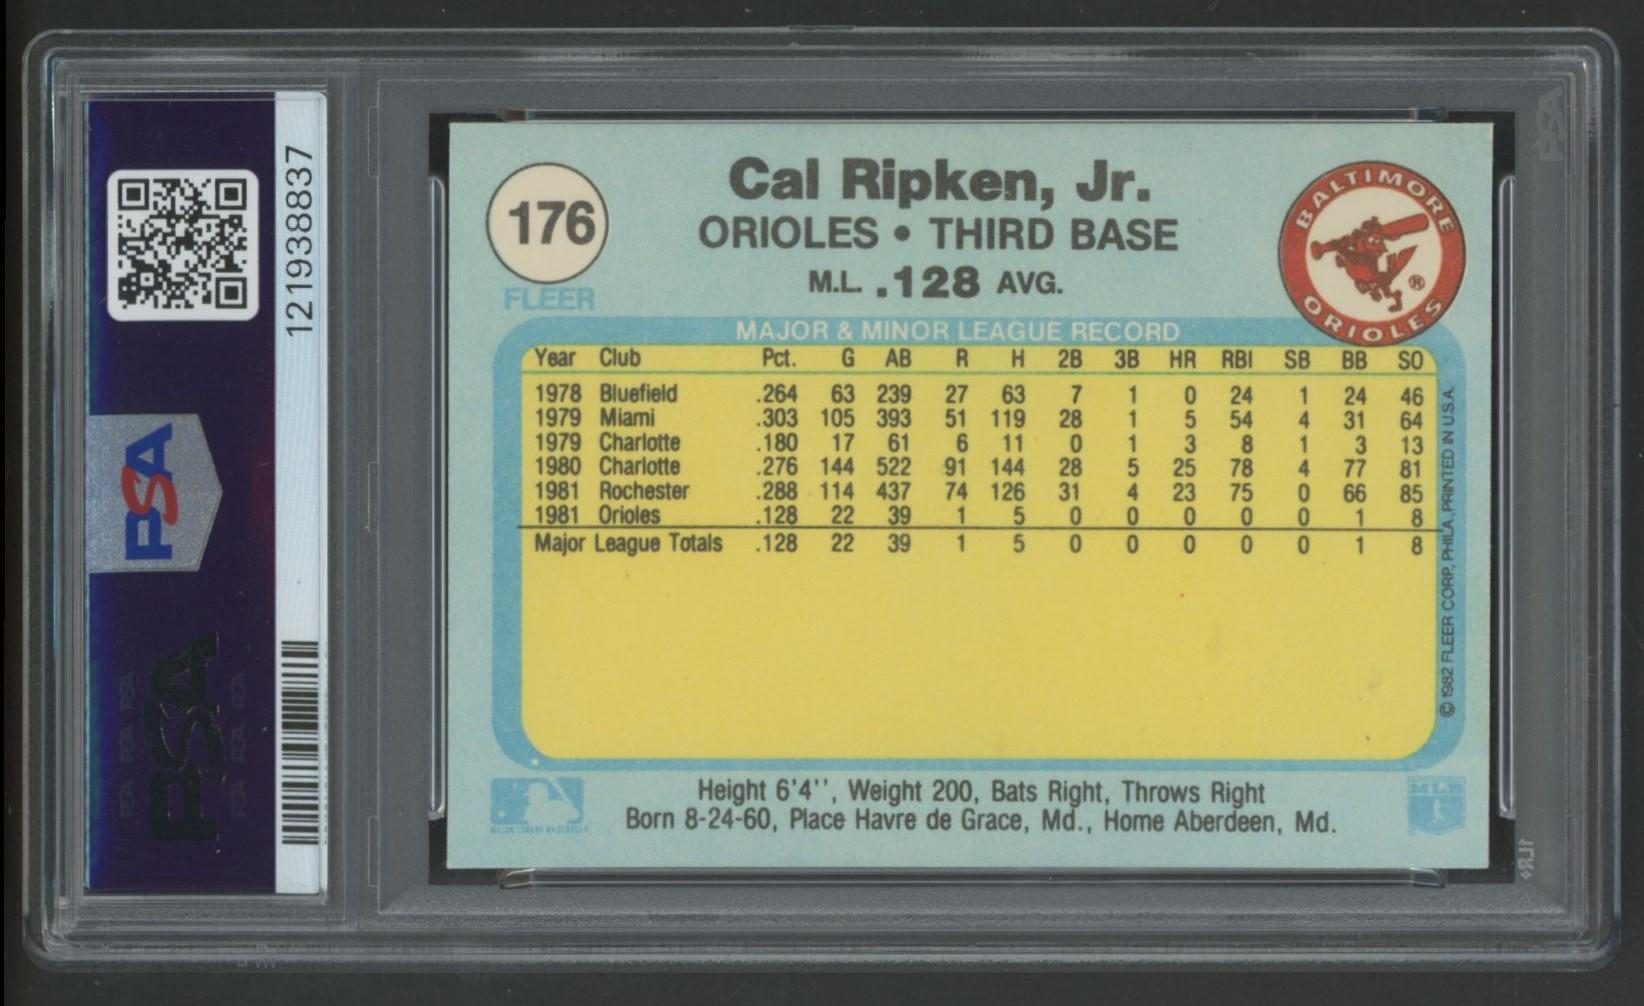 121938837
PSA
PSA
176
FLEER
Cal Ripken, Jr.
ORIOLES • THIRD BASE
M.L. .128 AVG.
BALTIMORE
ORIOLES
®
MAJOR & MINOR LEAGUE RECORD
Year Club Pct. G AB R H 2B 3B HR RBI SB BB SO
1978 Bluefield .264 63 239 27 63 7 1 0 24 1 24 46
1979 Miami .303 105 393 51 119 28 1 5 54 4 31 64
1979 Charlotte .180 17 61 6 11 0 1 3 8 1 3 13
1980 Charlotte .276 144 522 91 144 28 5 25 78 4 77 81
1981 Rochester .288 114 437 74 126 31 4 23 75 0 66 85
1981 Orioles .128 22 39 1 5 0 0 0 0 0 1 8
Major League Totals .128 22 39 1 5 0 0 0 0 0 1 8
© 1982 FLEER CORP., PHILA., PRINTED IN U.S.A.
Height 6'4'', Weight 200, Bats Right, Throws Right
Born 8-24-60, Place Havre de Grace, Md., Home Aberdeen, Md.
MAJOR LEAGUE BASEBALL
PSA